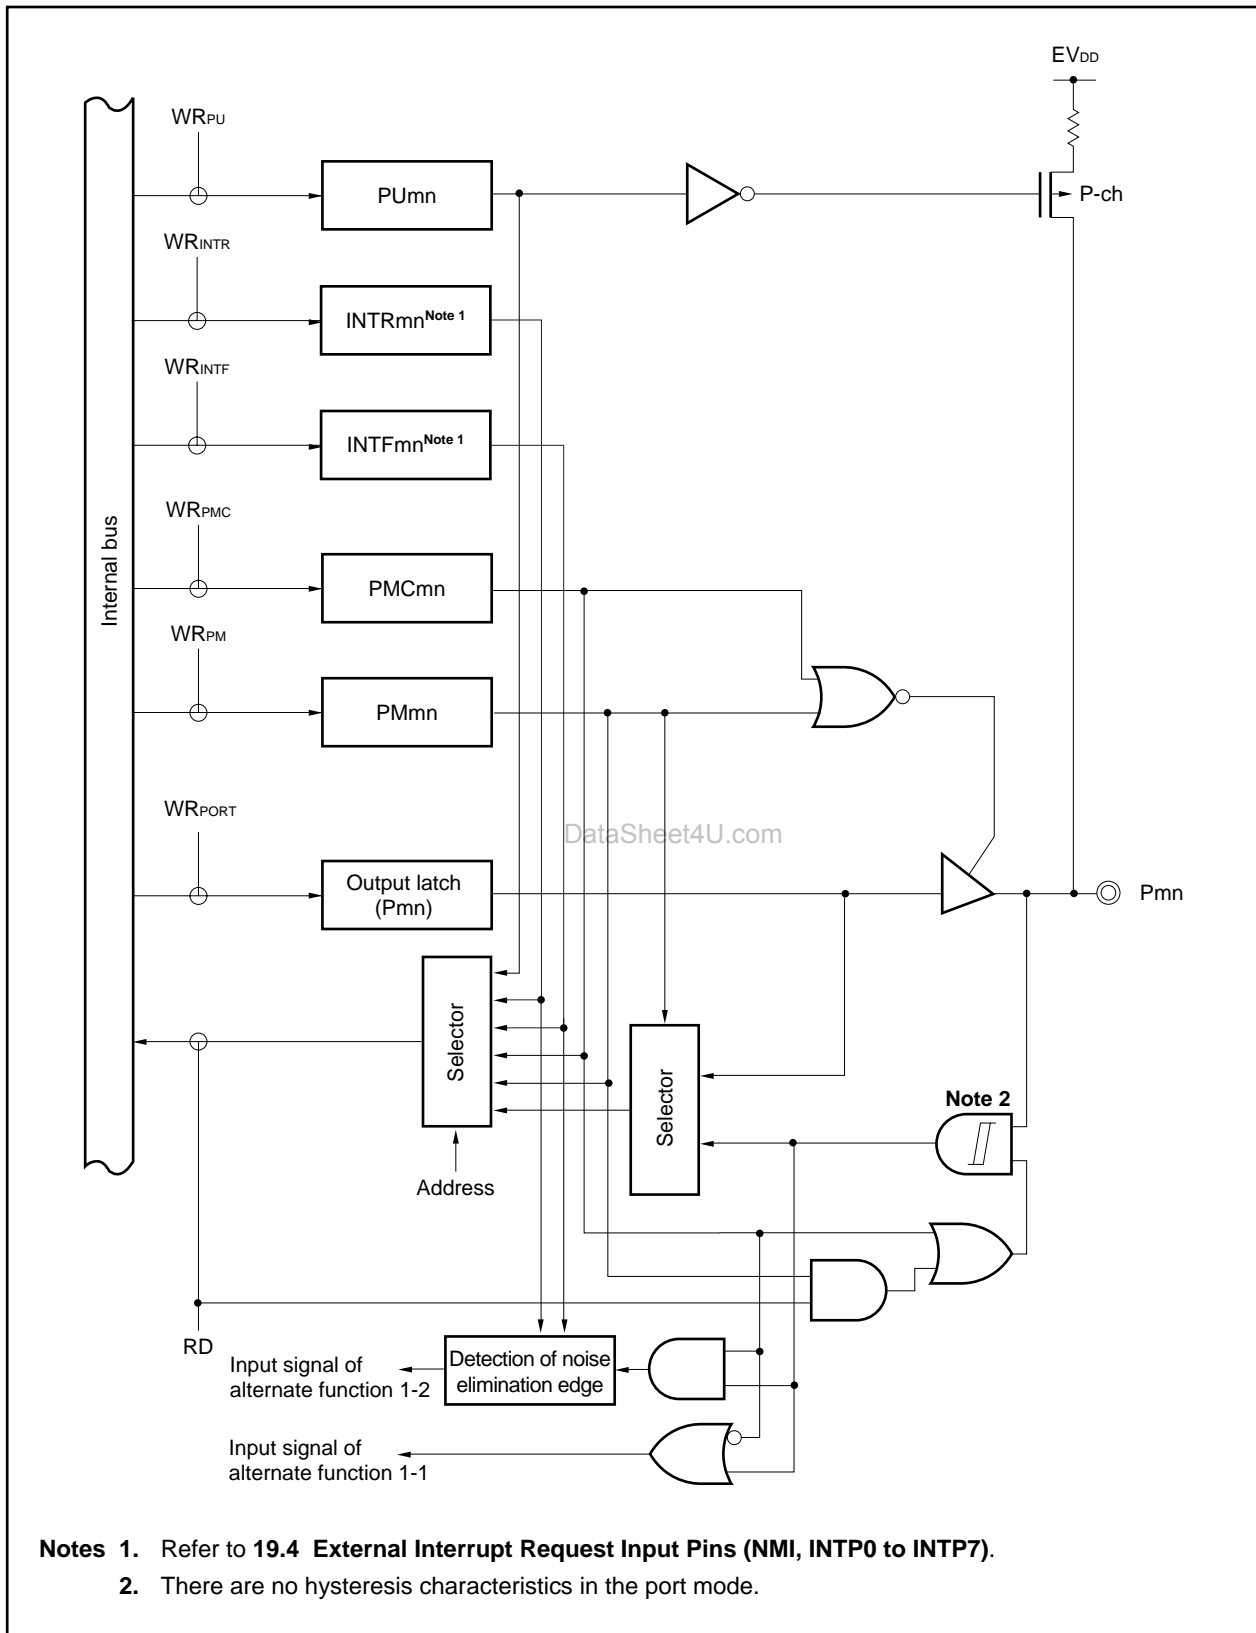 EVDD
WRPU
PUmn
P-ch
WRINTR
INTRmnNote 1
WRINTF
INTFmnNote 1
Internal bus
WRPMC
PMCmn
WRPM
PMmn
DataSheet4U.com
WRPORT
Output latch
(Pmn)
Pmn
Selector
Selector
Note 2
Address
RD
Input signal of
alternate function 1-2
Detection of noise
elimination edge
Input signal of
alternate function 1-1
Notes 1. Refer to 19.4 External Interrupt Request Input Pins (NMI, INTP0 to INTP7).
2. There are no hysteresis characteristics in the port mode.